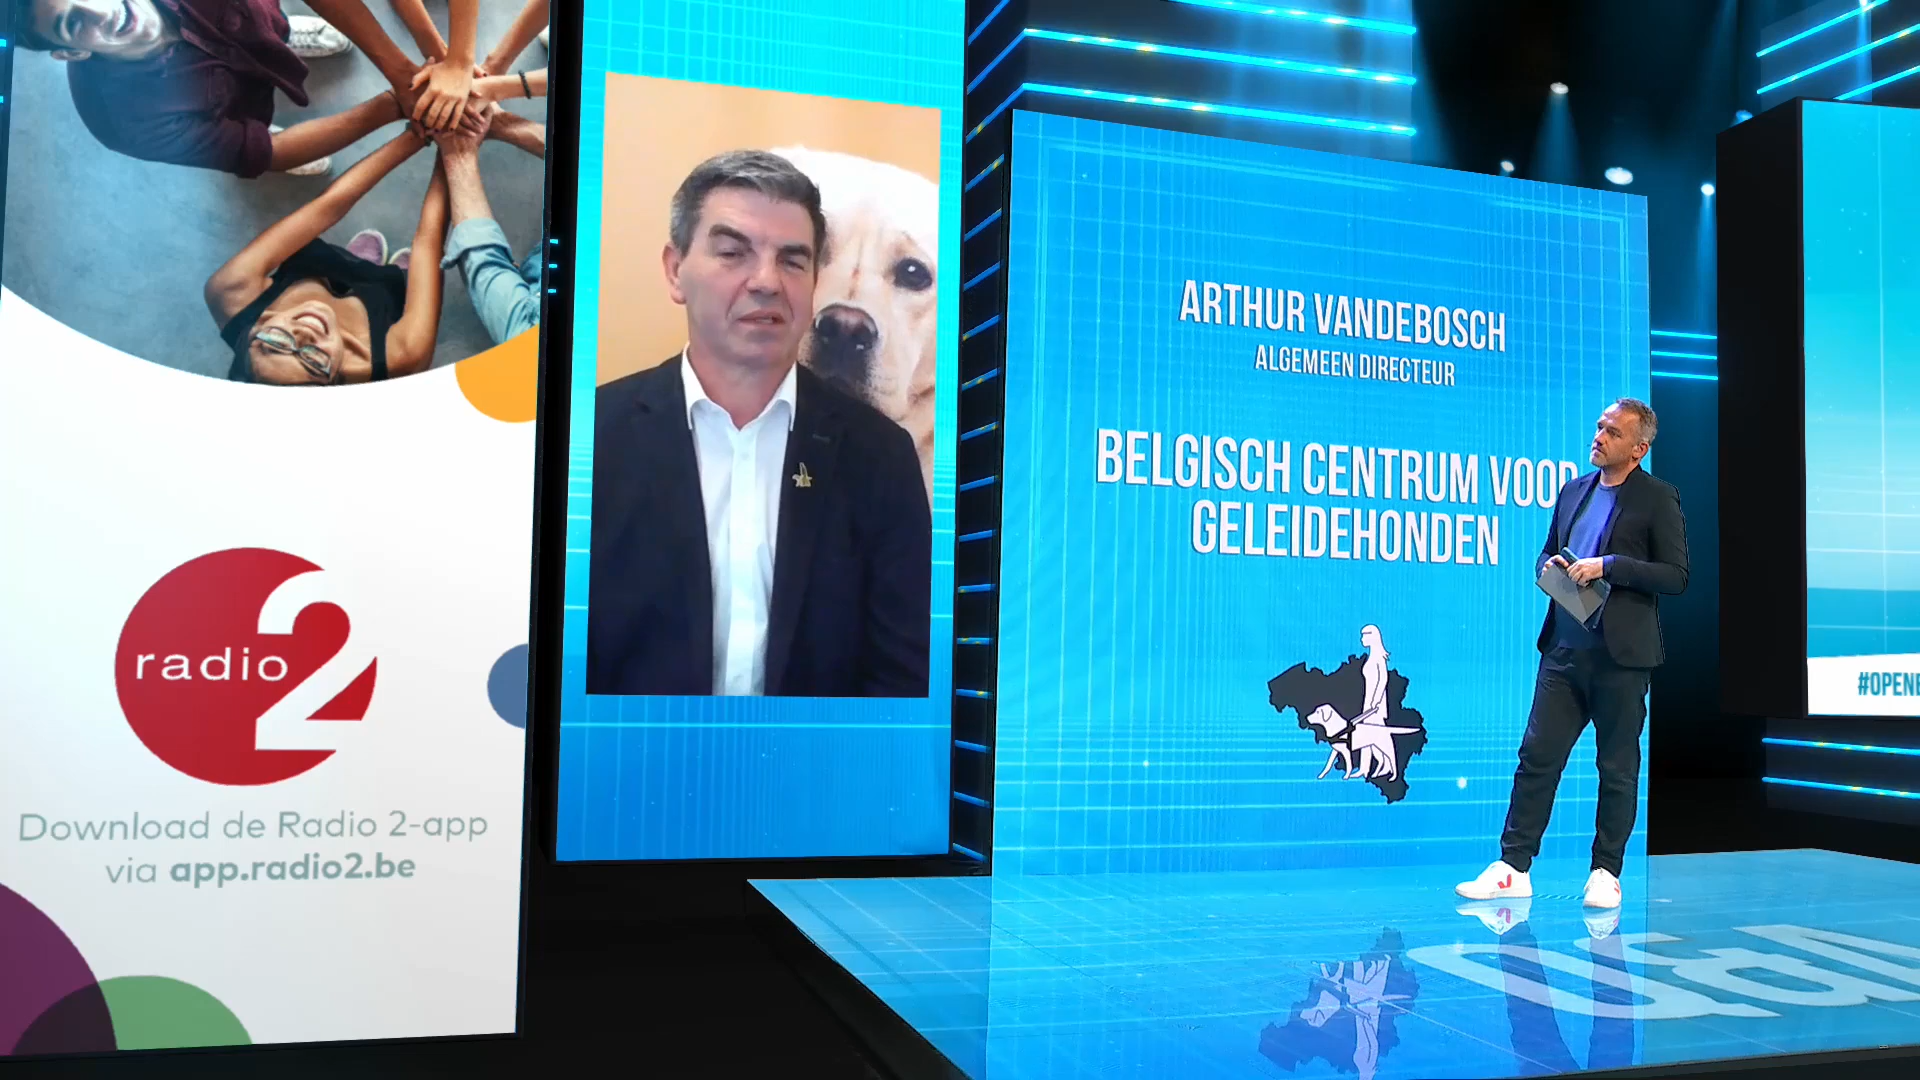 radio 2
Download de Radio 2-app
via app.radio2.be
ARTHUR VANDEBOSCH
ALGEMEEN DIRECTEUR
BELGISCH CENTRUM VOOR
GELEIDEHONDEN
Q&A